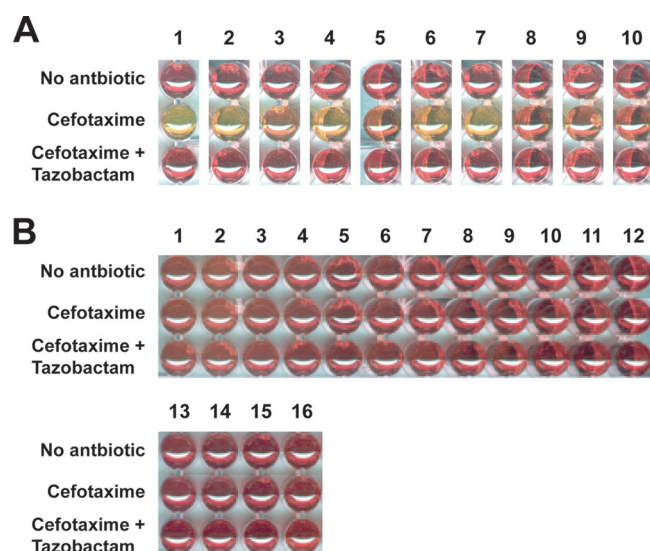 A
1 2 3 4 5 6 7 8 9 10
No antbiotic
Cefotaxime
Cefotaxime +
Tazobactam
B
1 2 3 4 5 6 7 8 9 10 11 12
No antbiotic
Cefotaxime
Cefotaxime +
Tazobactam
13 14 15 16
No antbiotic
Cefotaxime
Cefotaxime +
Tazobactam